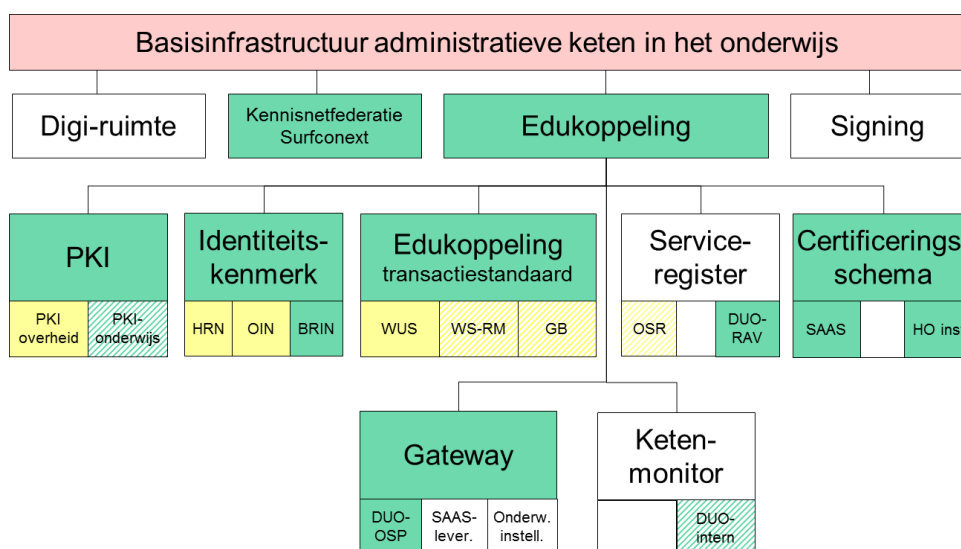 Basisinfrastructuur administratieve keten in het onderwijs
Digi-ruimte
Kennisnetfederatie
Surfconext
Edukoppeling
Signing
PKI
Identiteits-
kenmerk
Edukoppeling
transactiestandaard
Service-
register
Certificerings
schema
PKI
overheid
PKI-
onderwijs
HRN
OIN
BRIN
WUS
WS-RM
GB
OSR
DUO-
RAV
SAAS
HO inst
Gateway
Keten-
monitor
DUO-
OSP
SAAS-
lever.
Onderw.
instell.
DUO-
intern